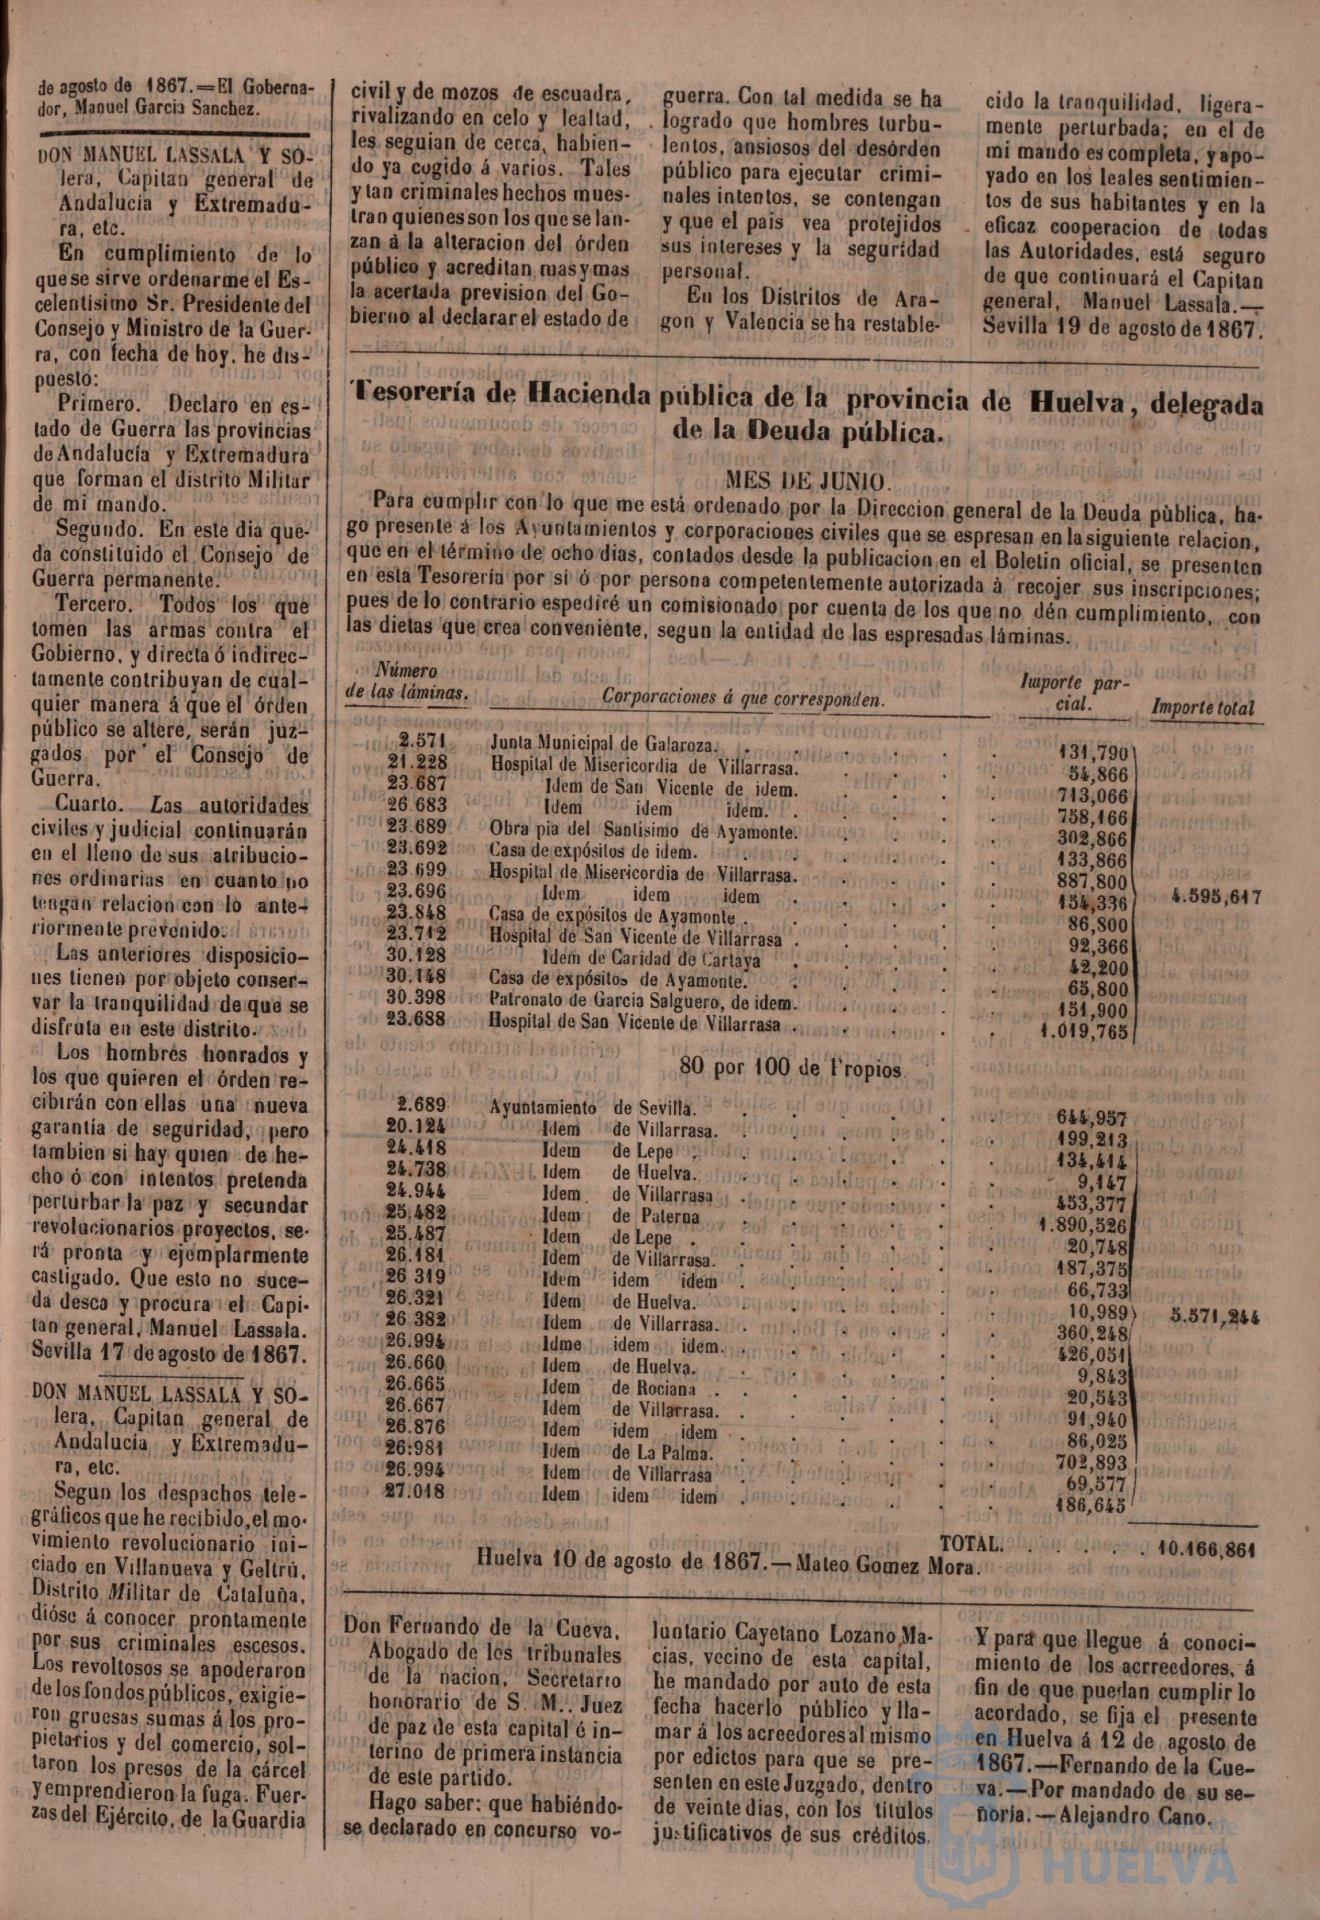 de agosto de 1867.=El Goberna-
dor, Manuel Garcia Sanchez.
DON MANUEL LASSALA Y SO-
lera, Capitan general de
Andalucía y Extremadu-
ra, etc.
En cumplimiento de lo
que se sirve ordenarme el Es-
celentísimo Sr. Presidente del
Consejo y Ministro de la Guer-
ra, con fecha de hoy, he dis-
puesto:
Primero. Declaro en es-
tado de Guerra las provincias
de Andalucía y Extremadura
que forman el distrito Militar
de mi mando.
Segundo. En este dia que-
da constituido el Consejo de
Guerra permanente.
Tercero. Todos los que
tomen las armas contra el
Gobierno, y directa ó indirec-
tamente contribuyan de cual-
quier manera á que el órden
público se altere, serán juz-
gados por el Consejo de
Guerra.
Cuarto. Las autoridades
civiles y judicial continuarán
en el lleno de sus atribucio-
nes ordinarias en cuanto no
tengan relacion con lo ante-
riormente prevenido.
Las anteriores disposicio-
nes tienen por objeto conser-
var la tranquilidad de que se
disfruta en este distrito.
Los hombres honrados y
los que quieren el órden re-
cibirán con ellas una nueva
garantía de seguridad, pero
tambien si hay quien de he-
cho ó con intentos pretenda
perturbar la paz y secundar
revolucionarios proyectos, se-
rá pronta y ejemplarmente
castigado. Que esto no suce-
da desea y procura el Capi-
tan general, Manuel Lassala.
Sevilla 17 de agosto de 1867.
DON MANUEL LASSALA Y SO-
lera, Capitan general de
Andalucía y Extremadu-
ra, etc.
Segun los despachos tele-
gráficos que he recibido, el mo-
vimiento revolucionario ini-
ciado en Villanueva y Geltrú,
Distrito Militar de Cataluña,
dióse á conocer prontamente
por sus criminales escesos.
Los revoltosos se apoderaron
de los fondos públicos, exigie-
ron gruesas sumas á los pro-
pietarios y del comercio, sol-
taron los presos de la cárcel
y emprendieron la fuga. Fuer-
zas del Ejército, de la Guardia
civil y de mozos de escuadra,
rivalizando en celo y lealtad,
les seguian de cerca, habien-
do ya cogido á varios. Tales
y tan criminales hechos mues-
tran quienes son los que se lan-
zan á la alteracion del órden
público y acreditan mas y mas
la acertada prevision del Go-
bierno al declarar el estado de
guerra. Con tal medida se ha
logrado que hombres turbu-
lentos, ansiosos del desórden
público para ejecutar crimi-
nales intentos, se contengan
y que el pais vea protejidos
sus intereses y la seguridad
personal.
En los Distritos de Ara-
gon y Valencia se ha restable-
cido la tranquilidad, ligera-
mente perturbada; en el de
mi mando es completa, y apo-
yado en los leales sentimien-
tos de sus habitantes y en la
eficaz cooperacion de todas
las Autoridades, está seguro
de que continuará el Capitan
general, Manuel Lassala.—
Sevilla 19 de agosto de 1867.
Tesorería de Hacienda pública de la provincia de Huelva, delegada
de la Deuda pública.
MES DE JUNIO.
Para cumplir con lo que me está ordenado por la Direccion general de la Deuda pùblica, ha-
go presente á los Ayuntamientos y corporaciones civiles que se espresan en la siguiente relacion,
que en el término de ocho dias, contados desde la publicacion en el Boletin oficial, se presenten
en esta Tesorería por sí ó por persona competentemente autorizada à recojer sus inscripciones;
pues de lo contrario espediré un comisionado por cuenta de los que no dén cumplimiento, con
las dietas que crea conveniente, segun la entidad de las espresadas láminas.
Número de las láminas. Corporaciones á que corresponden. Importe par-cial. Importe total
2.571 Junta Municipal de Galaroza. 131,790
21.228 Hospital de Misericordia de Villarrasa. 54,866
23.687 Idem de San Vicente de idem. 713,066
26.683 Idem idem idem. 758,166
23.689 Obra pia del Santísimo de Ayamonte. 302,866
23.692 Casa de expósitos de idem. 133,866
23.699 Hospital de Misericordia de Villarrasa. 887,800
23.696 Idem idem idem 154,336 4.595,617
23.848 Casa de expósitos de Ayamonte. 86,800
23.712 Hospital de San Vicente de Villarrasa. 92,366
30.128 Idem de Caridad de Cartaya 42,200
30.148 Casa de expósitos de Ayamonte. 65,800
30.398 Patronato de Garcia Salguero, de idem. 151,900
23.688 Hospital de San Vicente de Villarrasa. 1.019,765
80 por 100 de Propios.
2.689 Ayuntamiento de Sevilla. 644,957
20.124 Idem de Villarrasa. 199,213
24.418 Idem de Lepe 134,414
24.738 Idem de Huelva. 9,147
24.944 Idem de Villarrasa 453,377
25,482 Idem de Paterna 1.890,526
25.487 Idem de Lepe. 20,748
26.181 Idem de Villarrasa. 187,375
26 319 Idem idem idem 66,733
26.321 Idem de Huelva. 10,989 5.571,244
26 382 Idem de Villarrasa. 360,248
26.994 Idme idem idem. 426,051
26.660 Idem de Huelva. 9,843
26.665 Idem de Rociana 20,543
26.667 Idem de Villarrasa. 91,940
26.876 Idem idem idem 86,025
26.981 Idem de La Palma. 702,893
26.994 Idem de Villarrasa 69,577
27.018 Idem idem idem 186,645
TOTAL. . . . . . 10.166,861
Huelva 10 de agosto de 1867.—Mateo Gomez Mora.
Don Fernando de la Cueva,
Abogado de los tribunales
de la nacion, Secretario
honorario de S. M., Juez
de paz de esta capital é in-
terino de primera instancia
de este partido.
Hago saber: que habiéndo-
se declarado en concurso vo-
luntario Cayetano Lozano Ma-
cias, vecino de esta capital,
he mandado por auto de esta
fecha hacerlo público y lla-
mar á los acreedores al mismo
por edictos para que se pre-
senten en este Juzgado, dentro
de veinte dias, con los títulos
justificativos de sus créditos.
Y para que llegue á conoci-
miento de los acrreedores, á
fin de que puedan cumplir lo
acordado, se fija el presente
en Huelva á 12 de agosto de
1867.—Fernando de la Cue-
va.—Por mandado de su se-
ñoria.—Alejandro Cano.
HUELVA